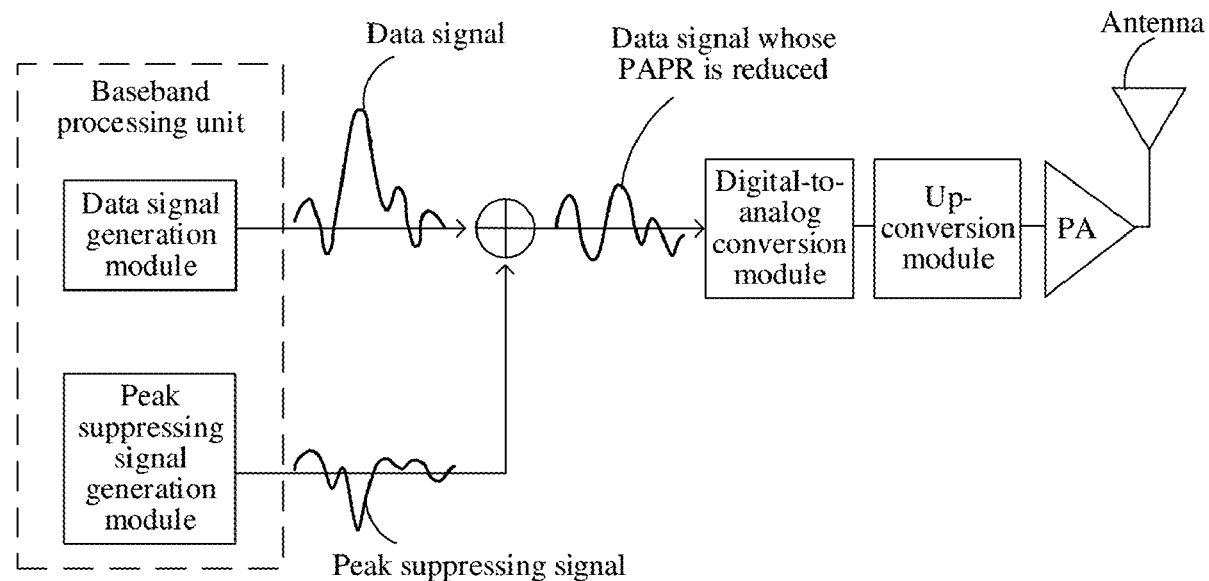 Data signal
Data signal whose
PAPR is reduced
Antenna
Baseband
processing unit
Data signal
generation
module
Digital-to-
analog
conversion
module
Up-
conversion
module
PA
Peak
suppressing
signal
generation
module
Peak suppressing signal